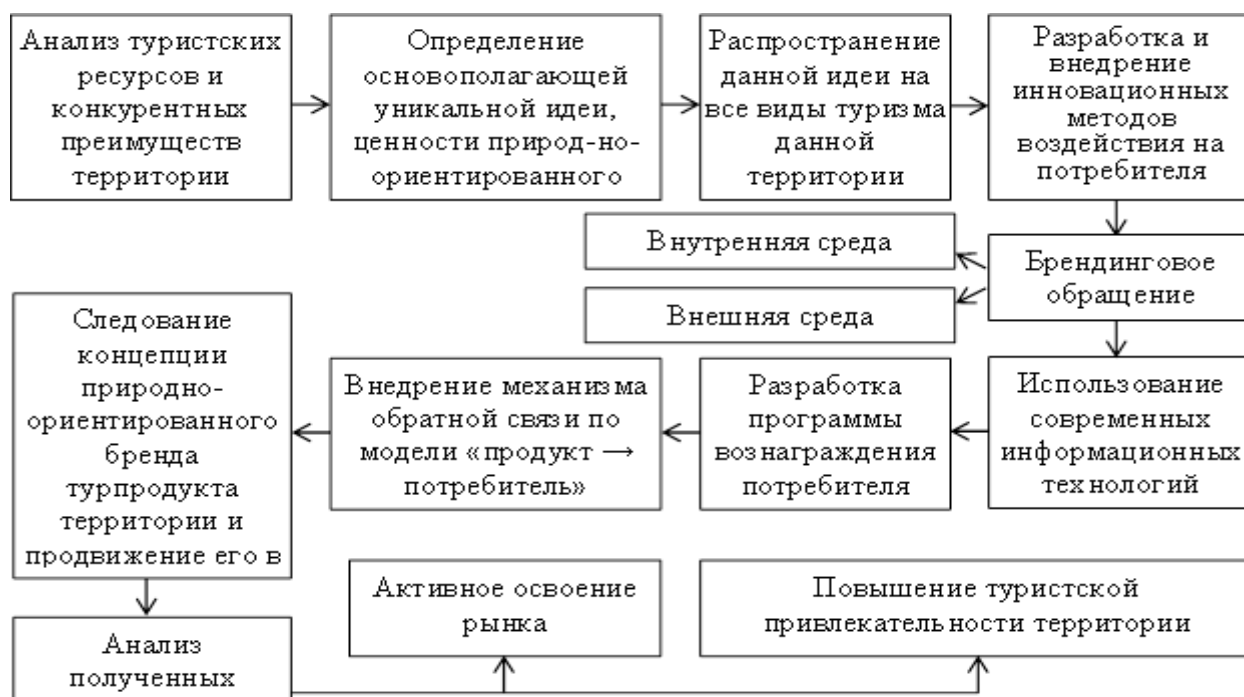 Анализ туристских
ресурсов и
конкурентных
преимуществ
территории
Определение
основополагающей
уникальной идеи,
ценности природ-но-
ориентированного
Распространение
данной идеи на
все виды туризма
данной
территории
Разработка и
внедрение
инновационных
методов
воздействия на
потребителя
Внутренняя среда
Внешняя среда
Брендинговое
обращение
Использование
современных
информационных
технологий
Разработка
программы
вознаграждения
потребителя
Внедрение механизма
обратной связи по
модели «продукт →
потребитель»
Следование
концепции
природно-
ориентированного
бренда
турпродукта
территории и
продвижение его в
Анализ
полученных
Активное освоение
рынка
Повышение туристской
привлекательности территории